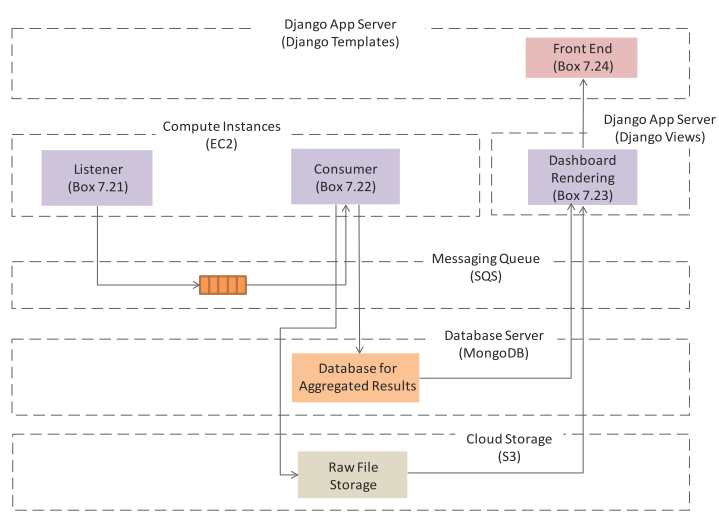 Django App Server
(Django Templates)
Front End
(Box 7.24)
Compute Instances
(EC2)
Django App Server
(Django Views)
Listener
(Box 7.21)
Consumer
(Box 7.22)
Dashboard
Rendering
(Box 7.23)
Messaging Queue
(SQS)
Database Server
(MongoDB)
Database for
Aggregated Results
Cloud Storage
(S3)
Raw File
Storage